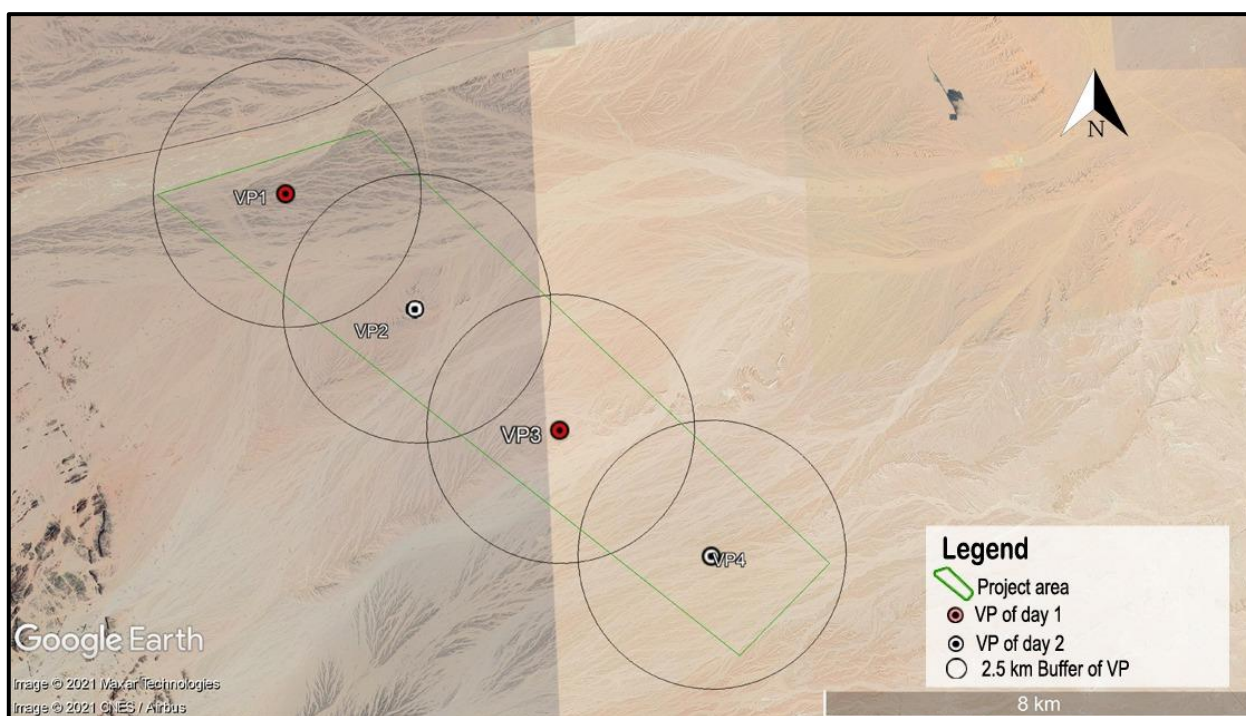 N
VP1
VP2
VP3
VP4
Legend
Project area
VP of day 1
VP of day 2
2.5 km Buffer of VP
Google Earth
Image © 2021 Maxar Technologies
Image © 2021 CNES / Airbus
8 km